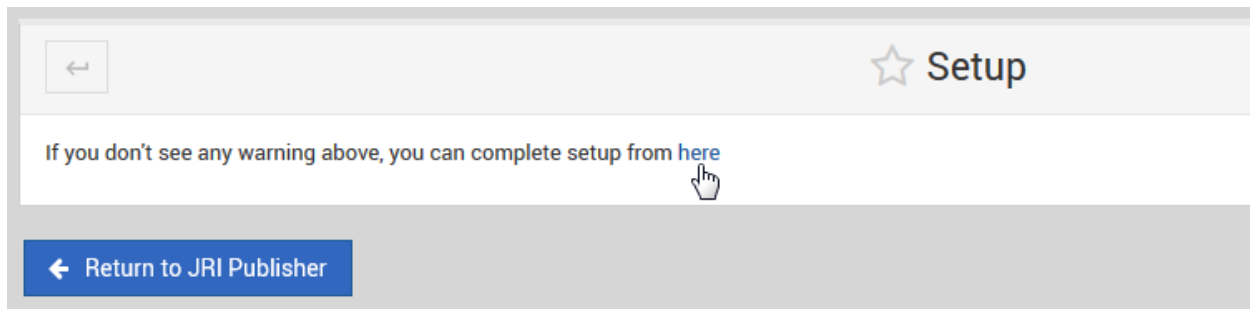 Setup
If you don't see any warning above, you can complete setup from here
Return to JRI Publisher